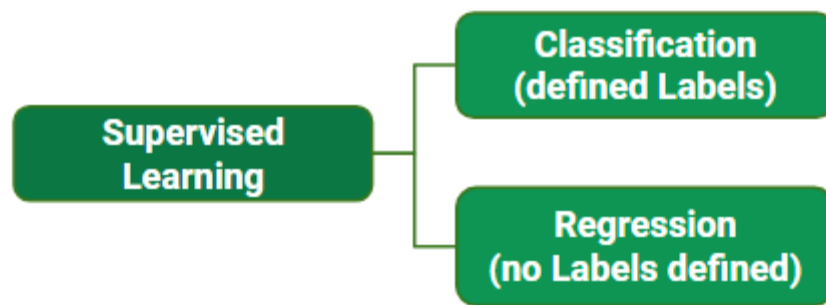 Classification
(defined Labels)
Supervised
Learning
Regression
(no Labels defined)